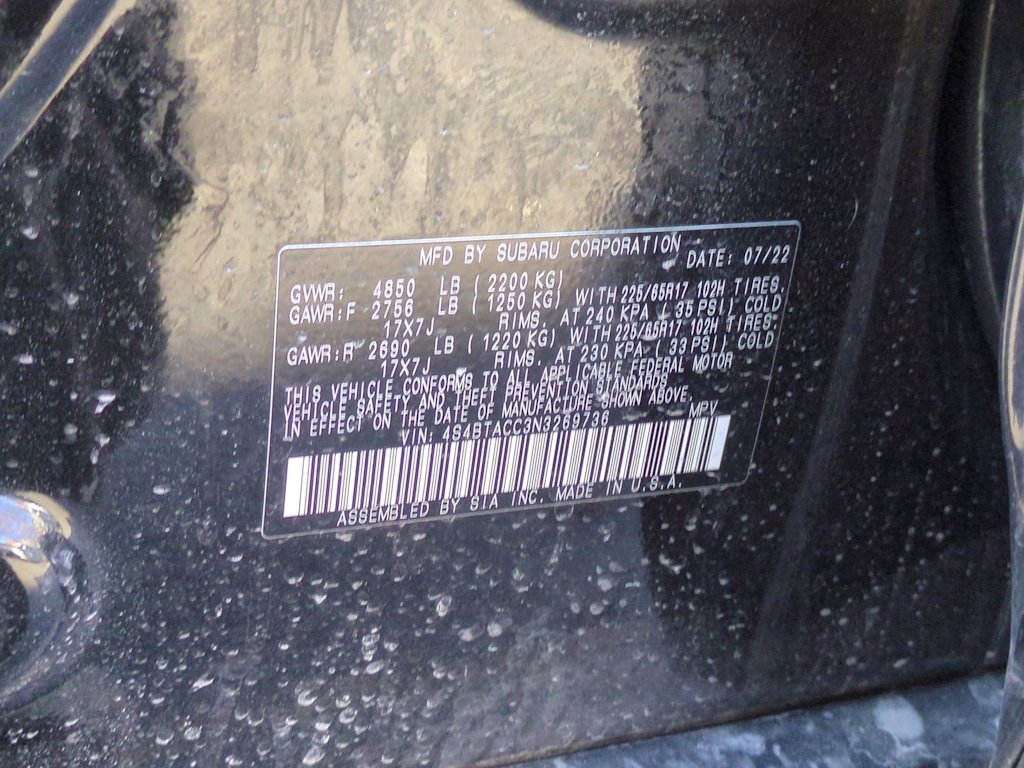 MFD BY SUBARU CORPORATION DATE: 07/22
GVWR: 4850 LB (2200 KG)
GAWR:F 2756 LB (1250 KG) WITH 225/65R17 102H TIRES,
17X7J RIMS, AT 240 KPA ( 35 PSI) COLD
GAWR:R 2690 LB (1220 KG) WITH 225/65R17 102H TIRES,
17X7J RIMS, AT 230 KPA ( 33 PSI) COLD
THIS VEHICLE CONFORMS TO ALL APPLICABLE FEDERAL MOTOR
VEHICLE SAFETY AND THEFT PREVENTION STANDARDS
IN EFFECT ON THE DATE OF MANUFACTURE SHOWN ABOVE.
VIN: 4S4BTACC3N3269736 MPV
ASSEMBLED BY SIA INC. MADE IN U.S.A.